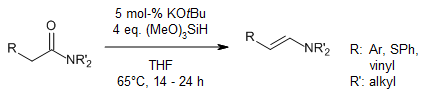 5 mol-% KOtBu
4 eq. (MeO)3SiH
O
R
NR'2
THF
65°C, 14 - 24 h
R
NR'2
R: Ar, SPh,
vinyl
R': alkyl